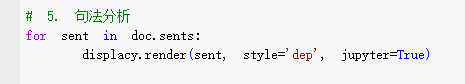 # 5. 句法分析
for sent in doc.sents:
    displacy.render(sent, style='dep', jupyter=True)